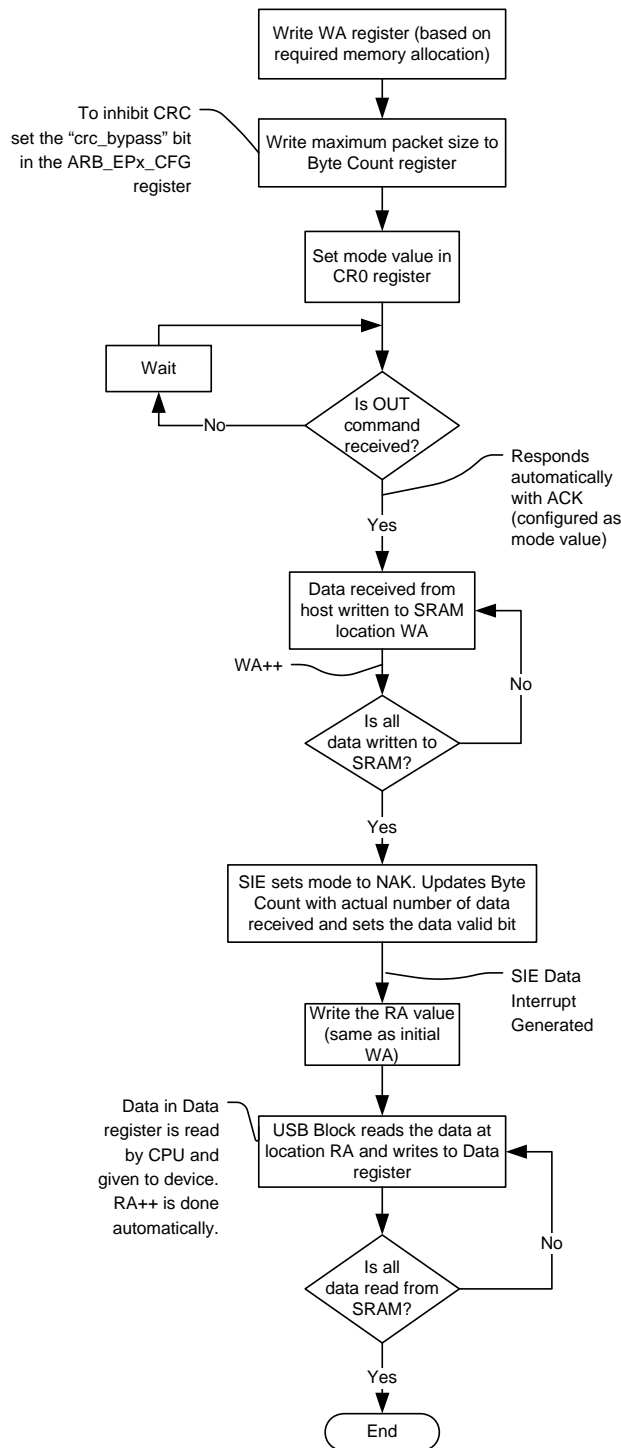 Write WA register (based on
required memory allocation)
To inhibit CRC
set the “crc_bypass” bit
in the ARB_EPx_CFG
register
Write maximum packet size to
Byte Count register
Set mode value in
CR0 register
Wait
Is OUT
command
received?
No
Responds
automatically
with ACK
(configured as
mode value)
Yes
Data received from
host written to SRAM
location WA
WA++
No
Is all
data written to
SRAM?
Yes
SIE sets mode to NAK. Updates Byte
Count with actual number of data
received and sets the data valid bit
SIE Data
Interrupt
Generated
Write the RA value
(same as initial
WA)
Data in Data
register is read
by CPU and
given to device.
RA++ is done
automatically.
USB Block reads the data at
location RA and writes to Data
register
No
Is all
data read from
SRAM?
Yes
End